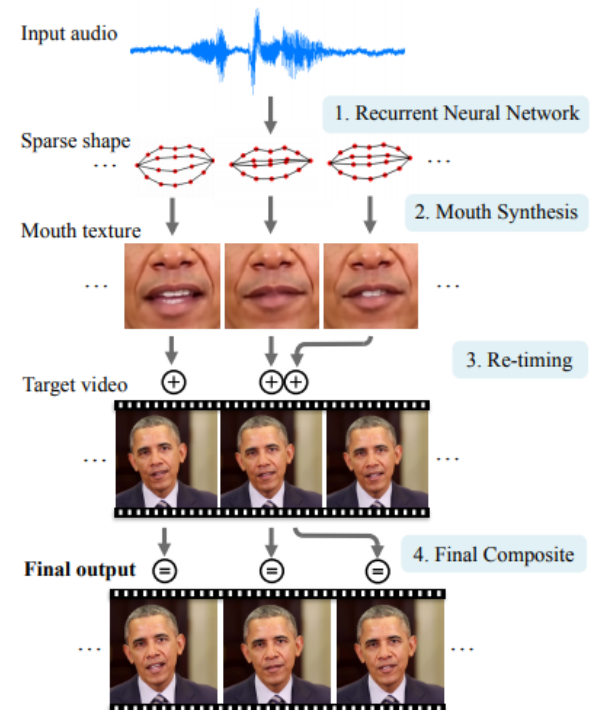 Input audio
1. Recurrent Neural Network
Sparse shape
... ...
2. Mouth Synthesis
Mouth texture
... ...
3. Re-timing
+ + +
Target video
... ...
4. Final Composite
Final output = = =
... ...